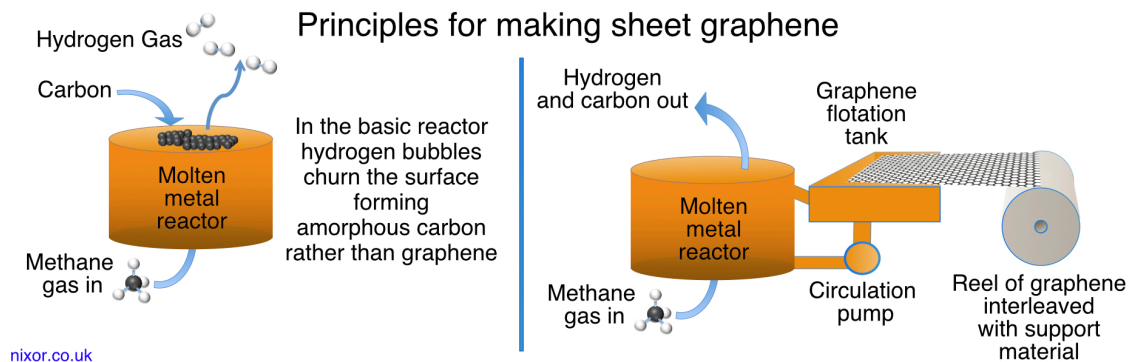 Principles for making sheet graphene
Hydrogen Gas
Carbon
Molten
metal
reactor
Methane
gas in
In the basic reactor
hydrogen bubbles
churn the surface
forming
amorphous carbon
rather than graphene
Hydrogen
and carbon out
Graphene
flotation
tank
Molten
metal
reactor
Methane
gas in
Circulation
pump
Reel of graphene
interleaved
with support
material
nixor.co.uk